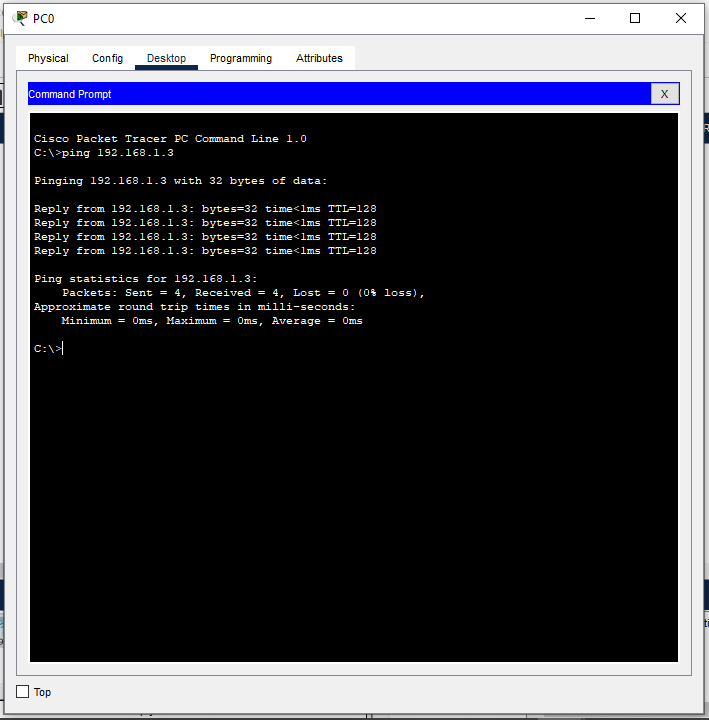 PC0
Physical Config Desktop Programming Attributes
Command Prompt X
Cisco Packet Tracer PC Command Line 1.0
C:\>ping 192.168.1.3
Pinging 192.168.1.3 with 32 bytes of data:
Reply from 192.168.1.3: bytes=32 time<1ms TTL=128
Reply from 192.168.1.3: bytes=32 time<1ms TTL=128
Reply from 192.168.1.3: bytes=32 time<1ms TTL=128
Reply from 192.168.1.3: bytes=32 time<1ms TTL=128
Ping statistics for 192.168.1.3:
Packets: Sent = 4, Received = 4, Lost = 0 (0% loss),
Approximate round trip times in milli-seconds:
Minimum = 0ms, Maximum = 0ms, Average = 0ms
C:\>
Top